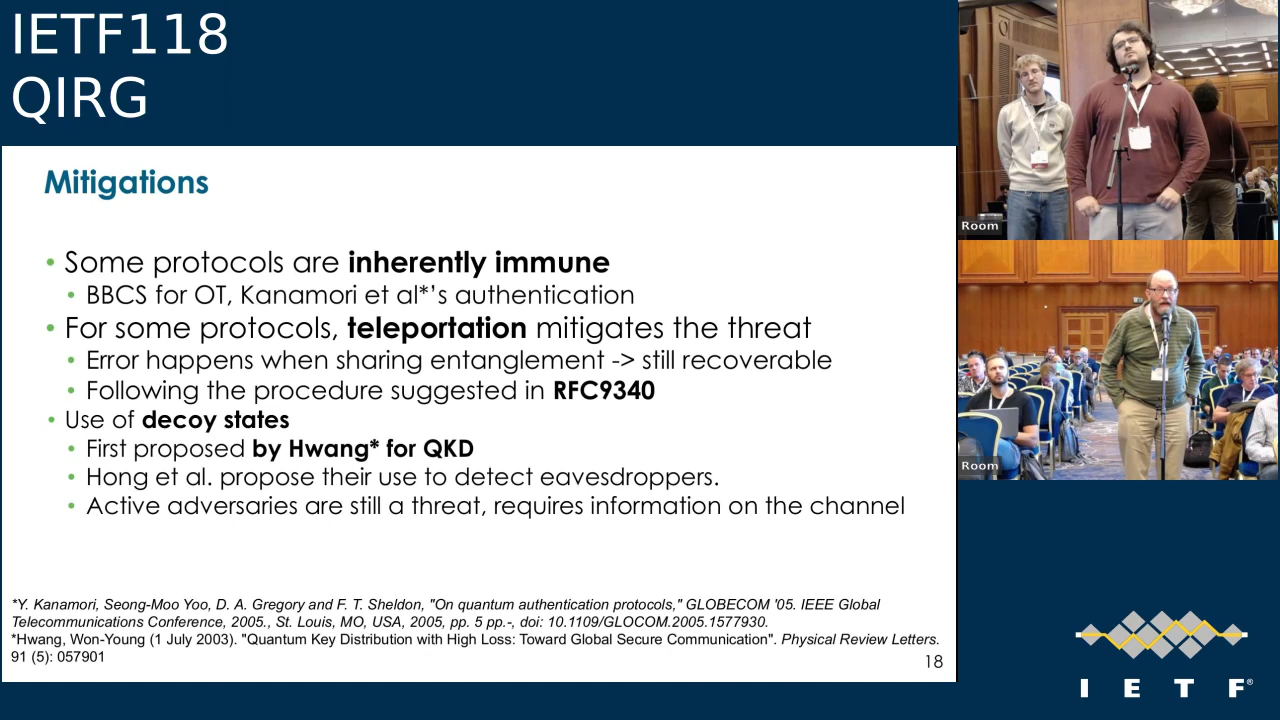 IETF118
QIRG
Mitigations
• Some protocols are inherently immune
• BBCS for OT, Kanamori et al*’s authentication
• For some protocols, teleportation mitigates the threat
• Error happens when sharing entanglement -> still recoverable
• Following the procedure suggested in RFC9340
• Use of decoy states
• First proposed by Hwang* for QKD
• Hong et al. propose their use to detect eavesdroppers.
• Active adversaries are still a threat, requires information on the channel
*Y. Kanamori, Seong-Moo Yoo, D. A. Gregory and F. T. Sheldon, "On quantum authentication protocols," GLOBECOM '05. IEEE Global
Telecommunications Conference, 2005., St. Louis, MO, USA, 2005, pp. 5 pp.-, doi: 10.1109/GLOCOM.2005.1577930.
*Hwang, Won-Young (1 July 2003). "Quantum Key Distribution with High Loss: Toward Global Secure Communication". Physical Review Letters.
91 (5): 057901
18
Room
Room
I E T F®